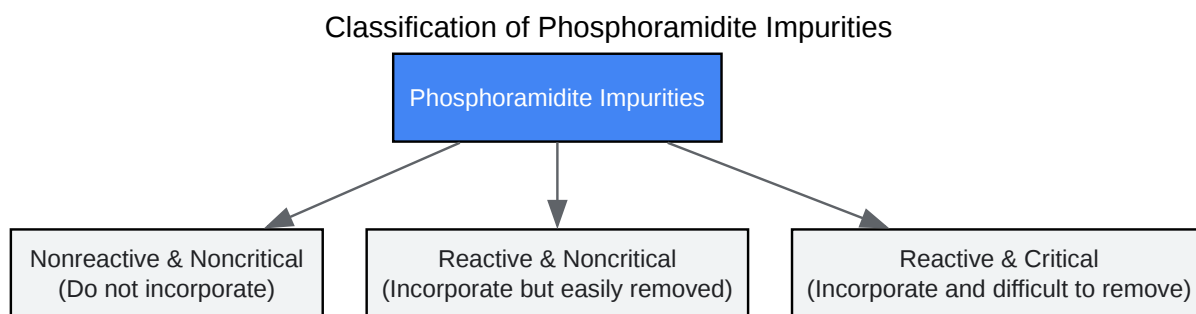 Classification of Phosphoramidite Impurities
Phosphoramidite Impurities
Nonreactive & Noncritical
(Do not incorporate)
Reactive & Noncritical
(Incorporate but easily removed)
Reactive & Critical
(Incorporate and difficult to remove)